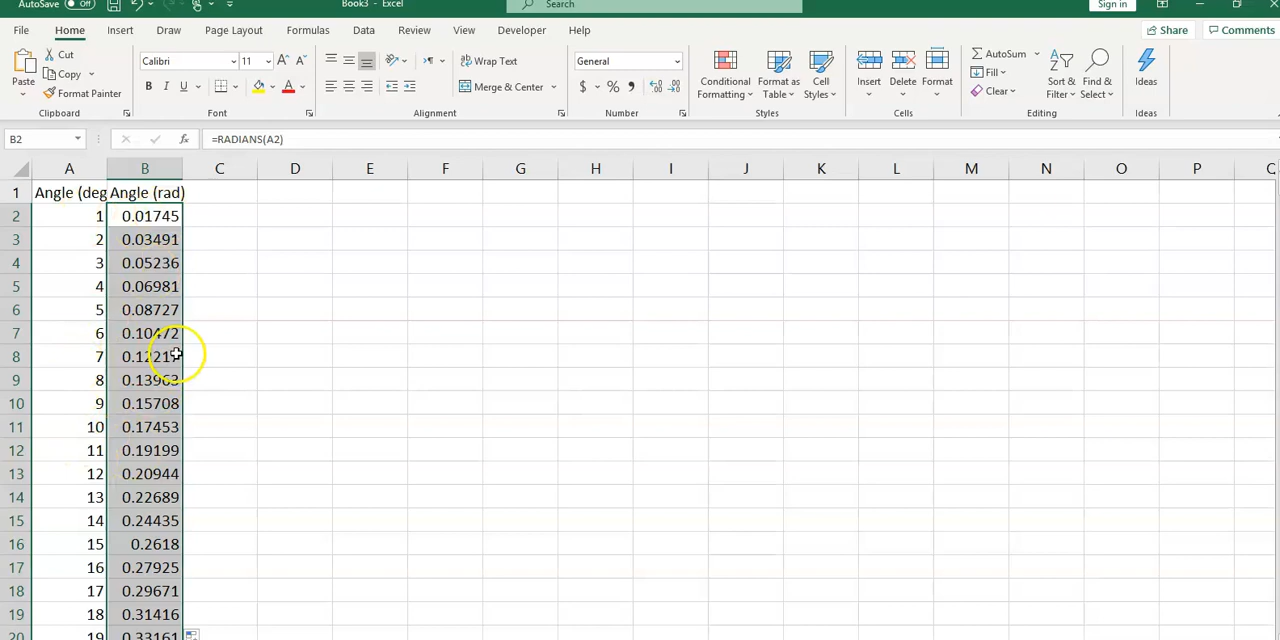 AutoSave Off Book3 - Excel Search Sign in
File Home Insert Draw Page Layout Formulas Data Review View Developer Help Share Comments
Paste Cut Copy Format Painter Clipboard
Calibri 11 A A B I U A Font
Wrap Text Merge & Center Alignment
General $ % , Number
Conditional Formatting Format as Table Cell Styles Styles
Insert Delete Format Cells
AutoSum Fill Clear Sort & Filter Find & Select Editing
Ideas Ideas
B2 fx =RADIANS(A2)
A B C D E F G H I J K L M N O P Q
1 Angle (deg Angle (rad)
2 1 0.01745
3 2 0.03491
4 3 0.05236
5 4 0.06981
6 5 0.08727
7 6 0.10472
8 7 0.1221
9 8 0.13963
10 9 0.15708
11 10 0.17453
12 11 0.19199
13 12 0.20944
14 13 0.22689
15 14 0.24435
16 15 0.2618
17 16 0.27925
18 17 0.29671
19 18 0.31416
20 19 0.33161